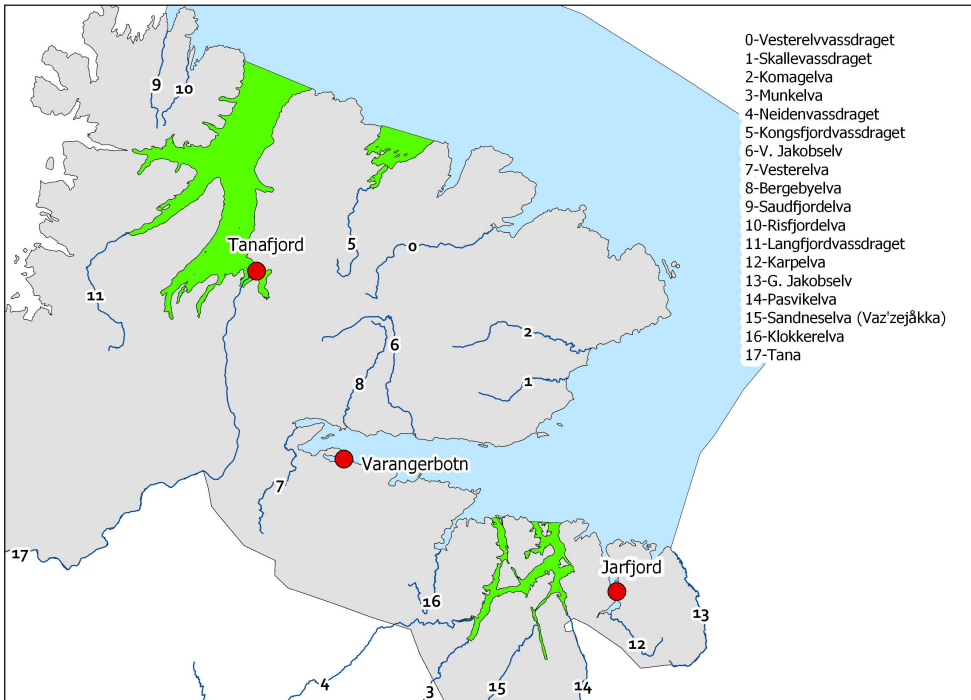 0-Vesterelvvassdraget
1-Skallevassdraget
2-Komagelva
3-Munkelva
4-Neidenvassdraget
5-Kongsfjordvassdraget
6-V. Jakobselv
7-Vesterelva
8-Bergebyelva
9-Saudfjordelva
10-Risfjordelva
11-Langfjordvassdraget
12-Karpelva
13-G. Jakobselv
14-Pasvikelva
15-Sandneselva (Vaz'zejåkka)
16-Klokkerelva
17-Tana
9
10
Tanafjord
5
0
11
2
6
8
1
Varangerbotn
7
17
Jarfjord
16
13
12
4
3
15
14